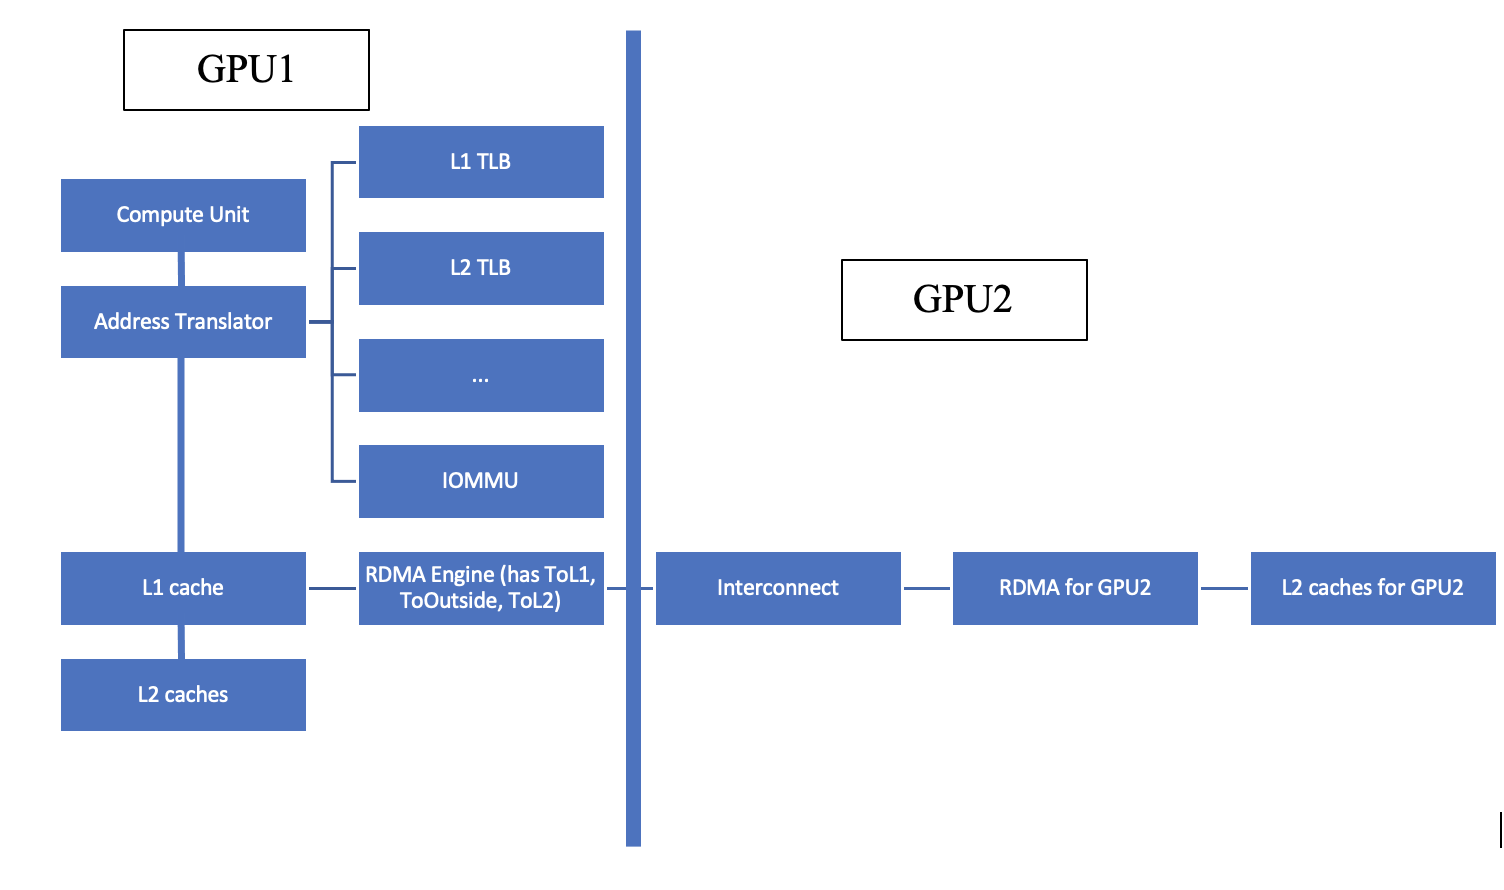 GPU1
L1 TLB
Compute Unit
L2 TLB
GPU2
Address Translator
...
IOMMU
L1 cache
RDMA Engine (has ToL1,
ToOutside, ToL2)
Interconnect
RDMA for GPU2
L2 caches for GPU2
L2 caches